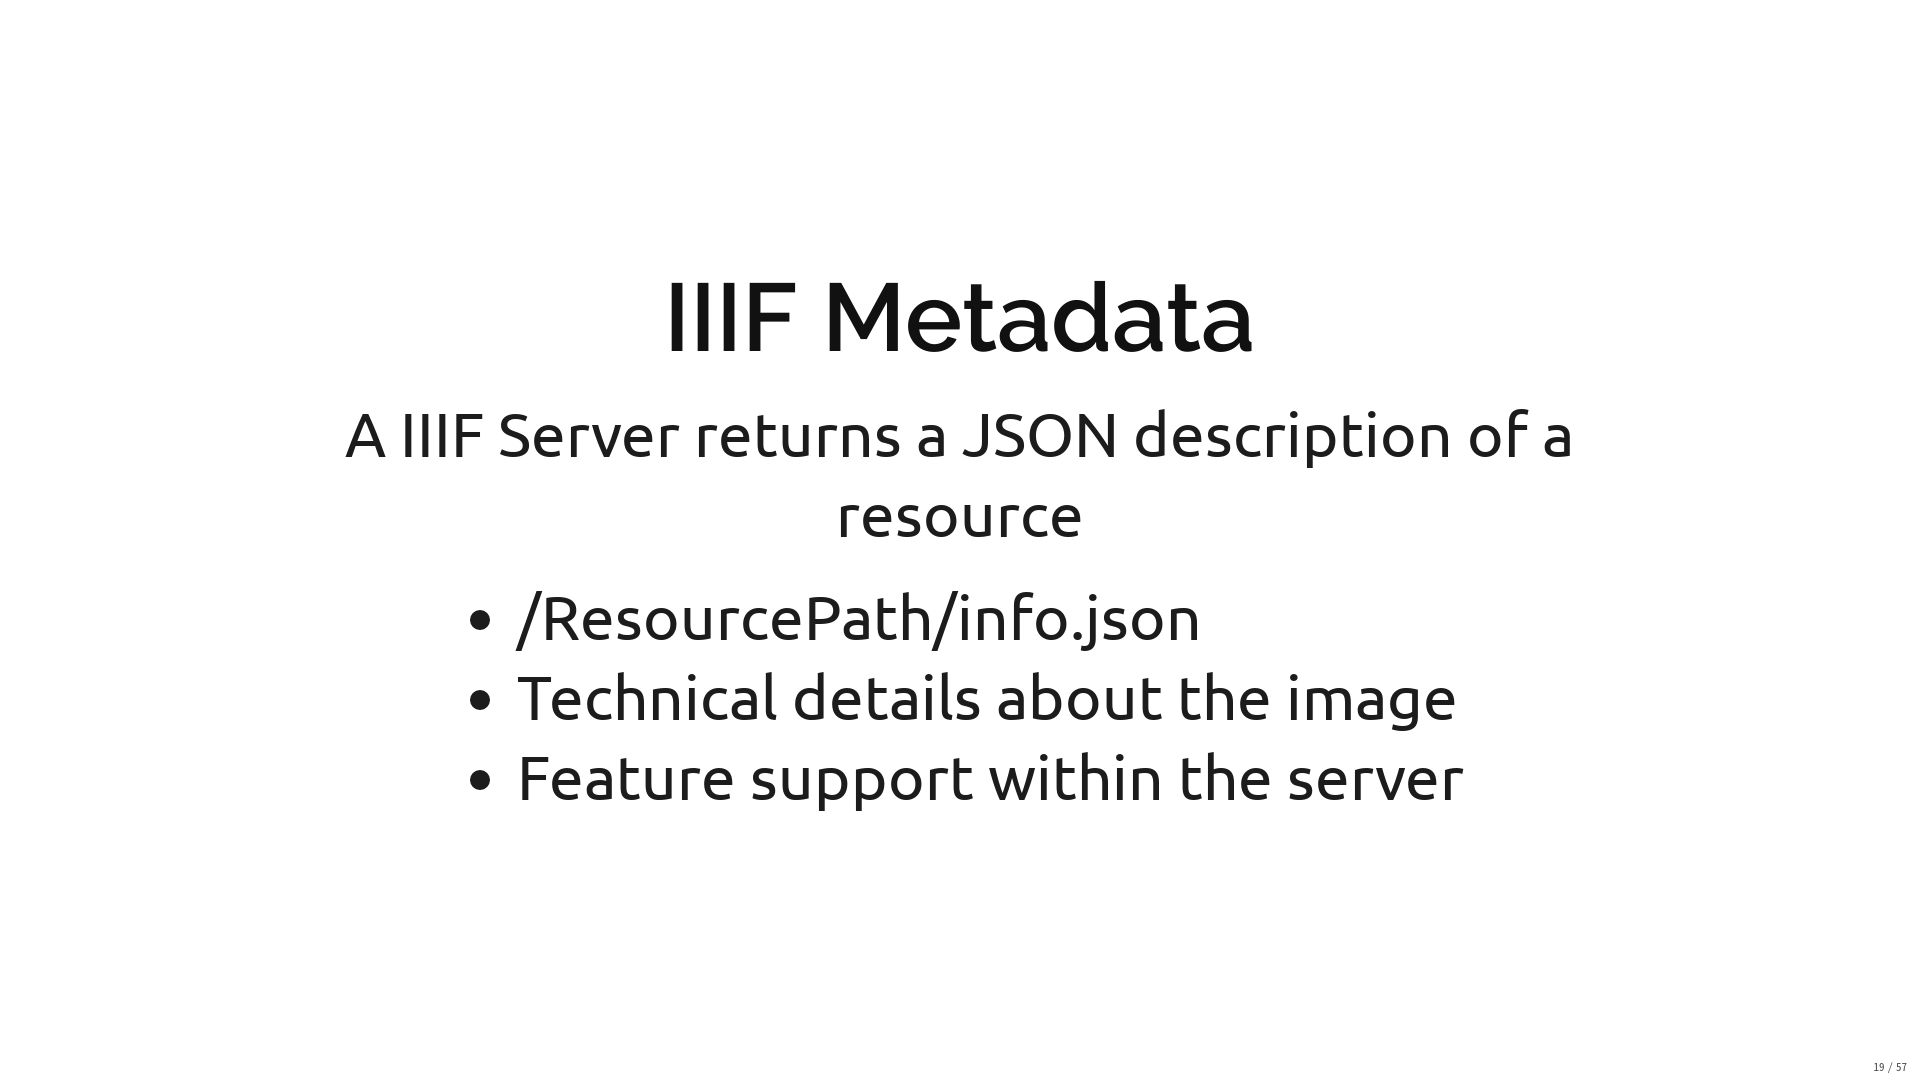 IIIF Metadata
A IIIF Server returns a JSON description of a
resource
• /ResourcePath/info.json
• Technical details about the image
• Feature support within the server
19 / 57